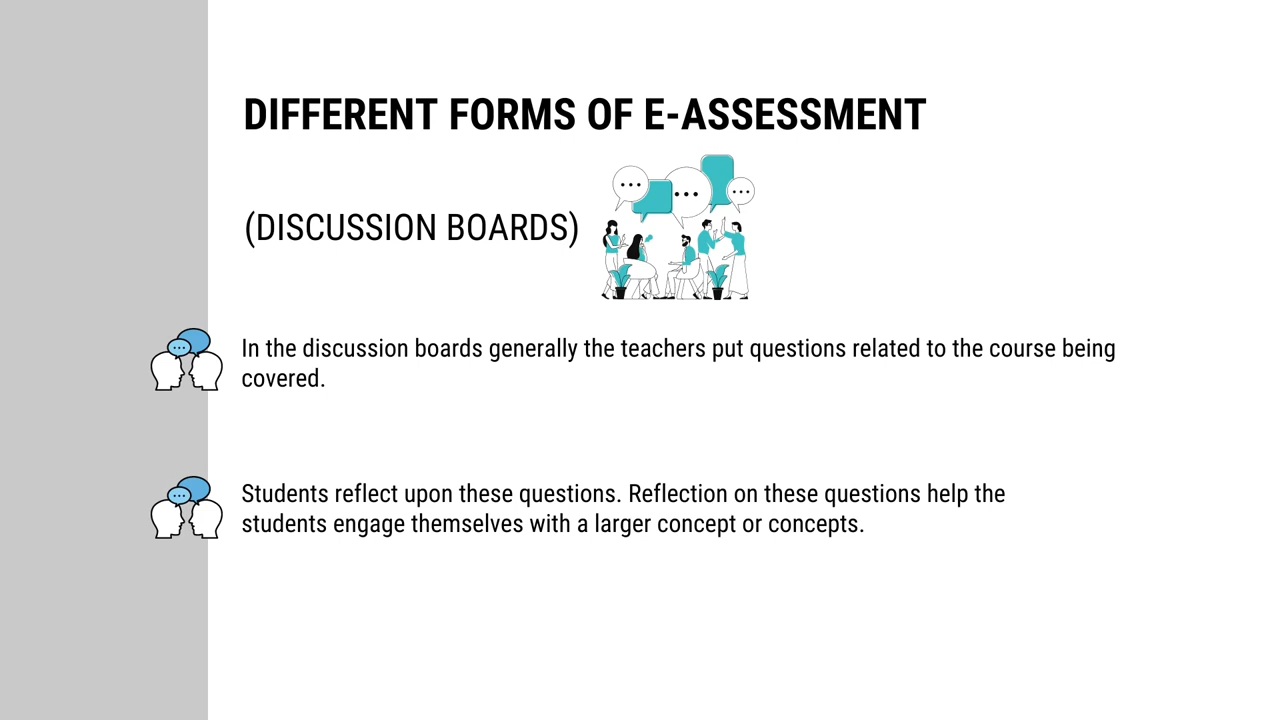 DIFFERENT FORMS OF E-ASSESSMENT
(DISCUSSION BOARDS)
In the discussion boards generally the teachers put questions related to the course being
covered.
Students reflect upon these questions. Reflection on these questions help the
students engage themselves with a larger concept or concepts.